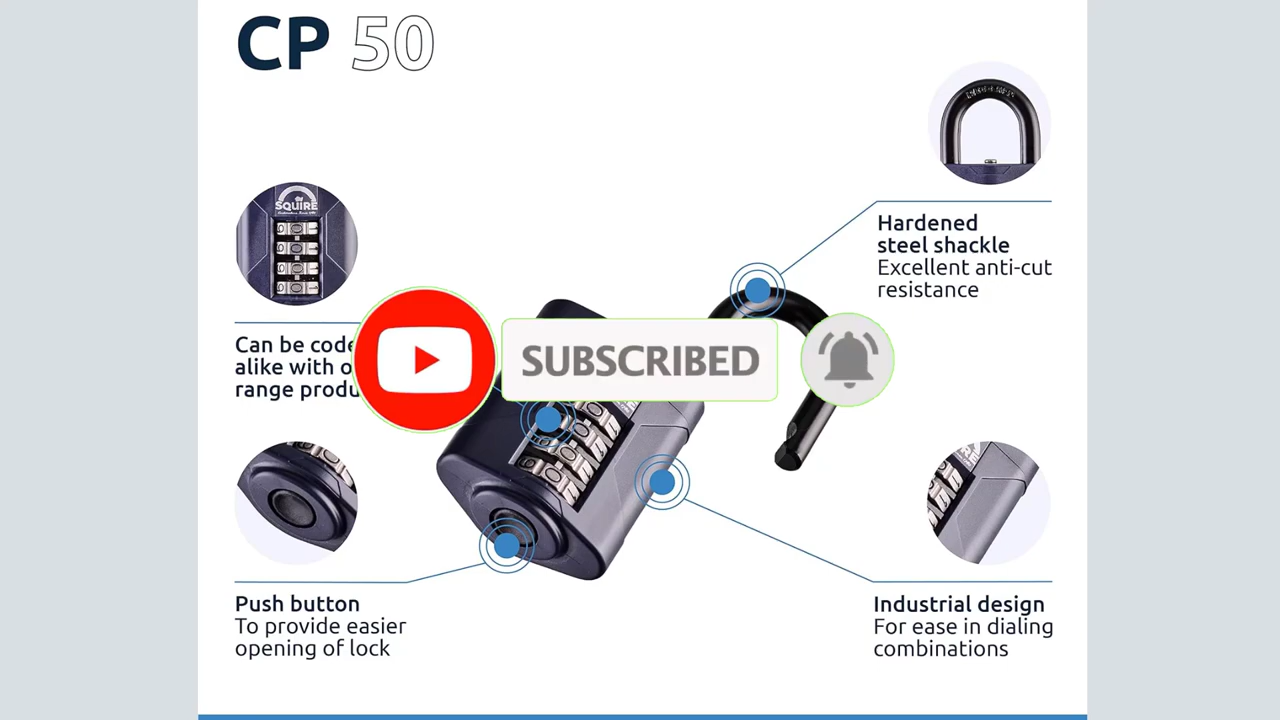 CP 50
SQUIRE
Hardened
steel shackle
Excellent anti-cut
resistance
Can be code
alike with o
range produ
SUBSCRIBED
Push button
To provide easier
opening of lock
Industrial design
For ease in dialing
combinations